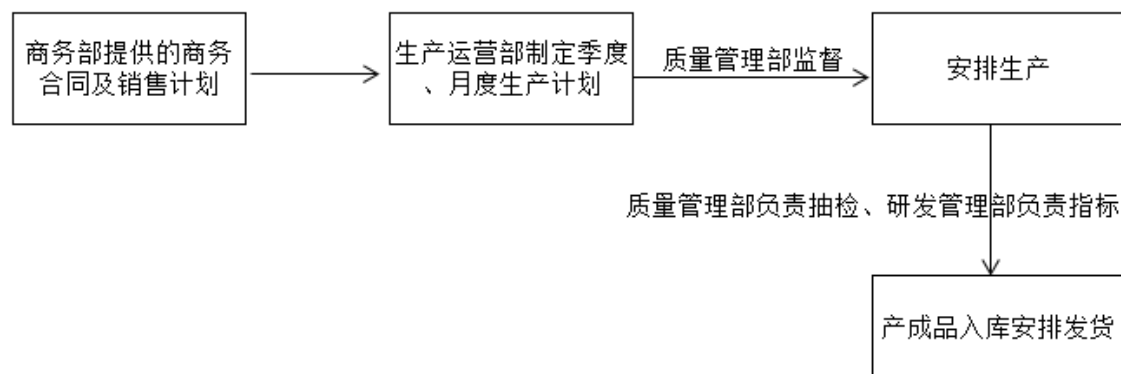 商务部提供的商务
合同及销售计划
生产运营部制定季度
、月度生产计划
质量管理部监督
安排生产
质量管理部负责抽检、研发管理部负责指标
产成品入库安排发货